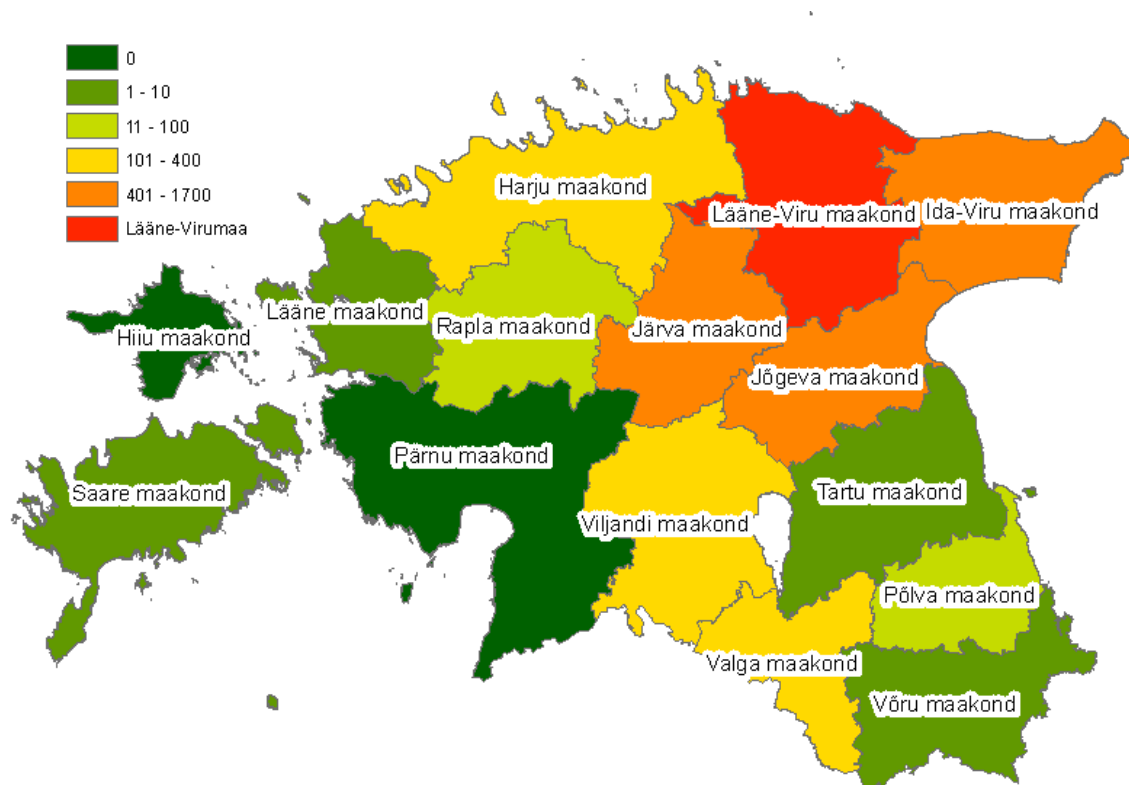 0
1 - 10
11 - 100
101 - 400
401 - 1700
Lääne-Virumaa
Harju maakond
Lääne-Viru maakond
Ida-Viru maakond
Hiiu maakond
Lääne maakond
Rapla maakond
Järva maakond
Jõgeva maakond
Pärnu maakond
Saare maakond
Tartu maakond
Viljandi maakond
Põlva maakond
Valga maakond
Võru maakond